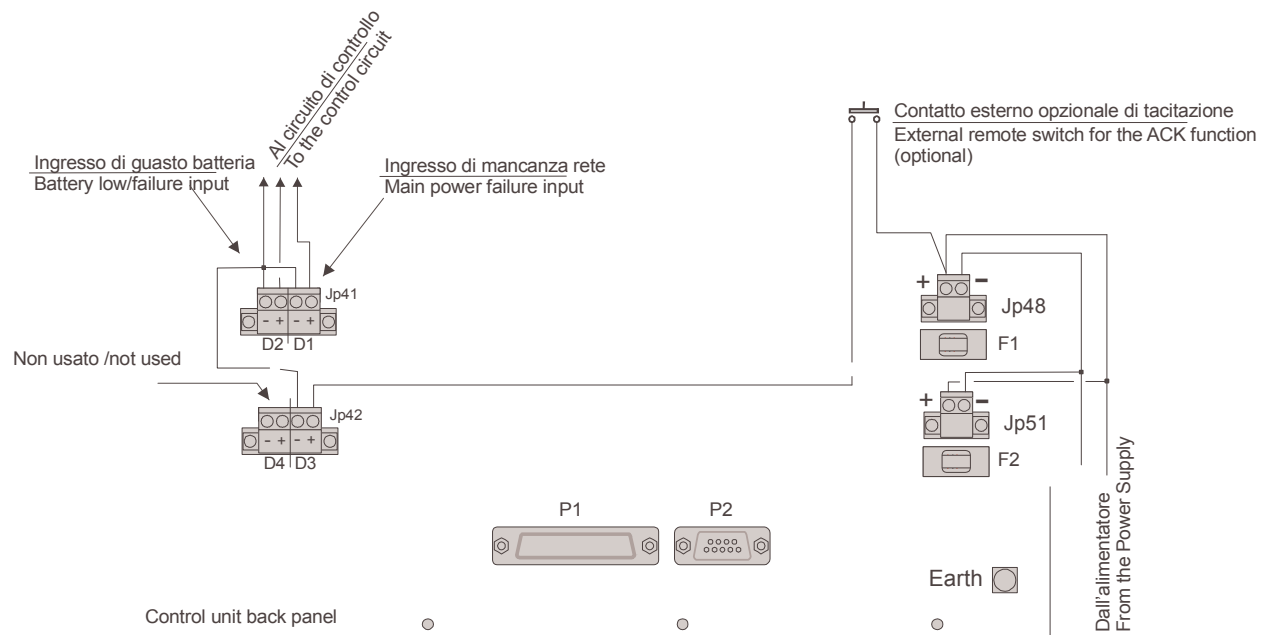 Al circuito di controllo
To the control circuit
Ingresso di guasto batteria
Battery low/failure input
Ingresso di mancanza rete
Main power failure input
Contatto esterno opzionale di tacitazione
External remote switch for the ACK function
(optional)
+ -
Jp48
F1
Jp41
- + - +
D2 D1
Non usato /not used
Jp42
- + - +
D4 D3
+ -
Jp51
F2
P1
P2
Earth
Dall'alimentatore
From the Power Supply
Control unit back panel